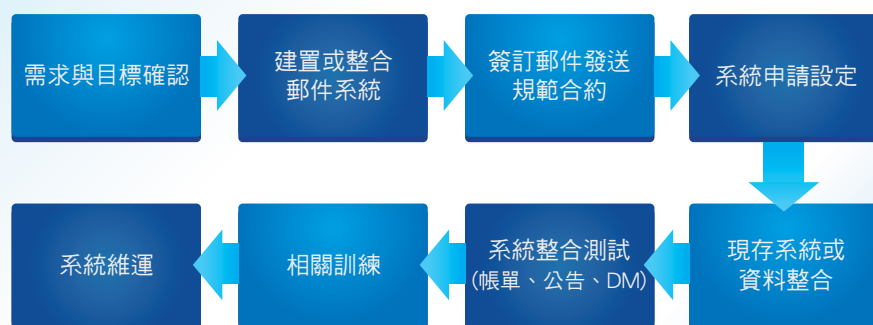 需求與目標確認
建置或整合
郵件系統
簽訂郵件發送
規範合約
系統申請設定
現存系統或
資料整合
系統整合測試
(帳單、公告、DM)
相關訓練
系統維運